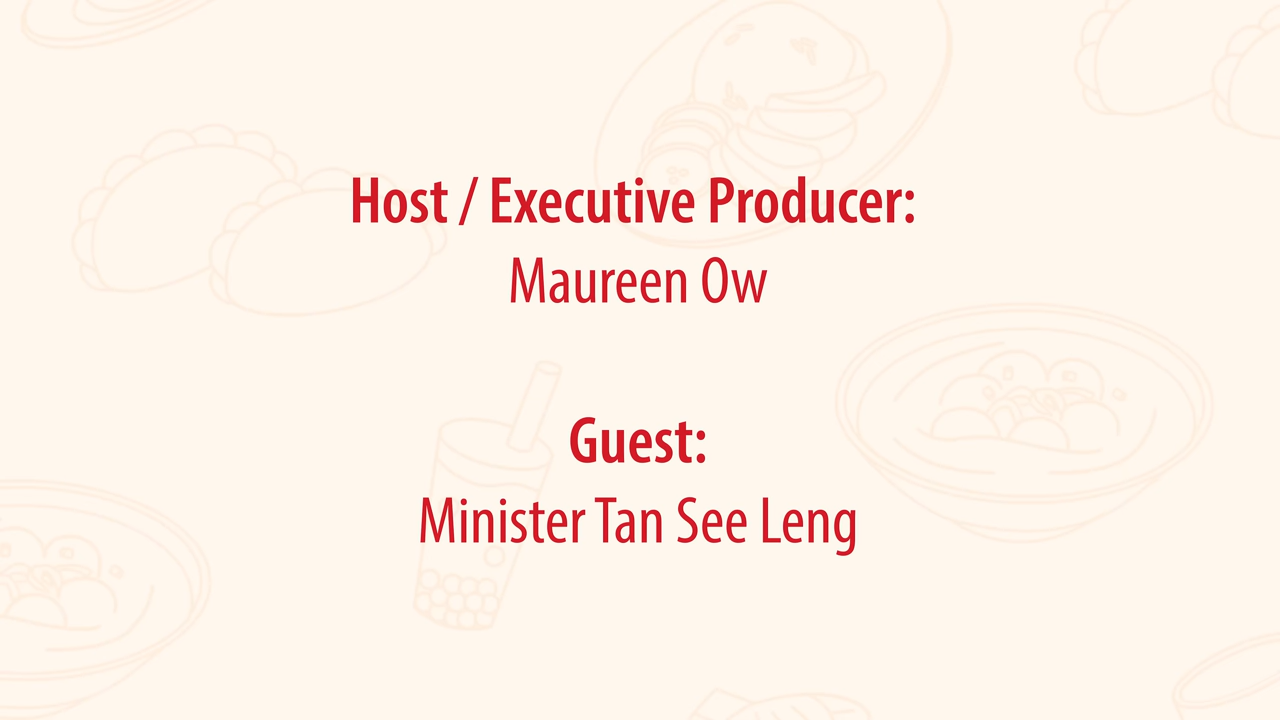 Host / Executive Producer:
Maureen Ow
Guest:
Minister Tan See Leng